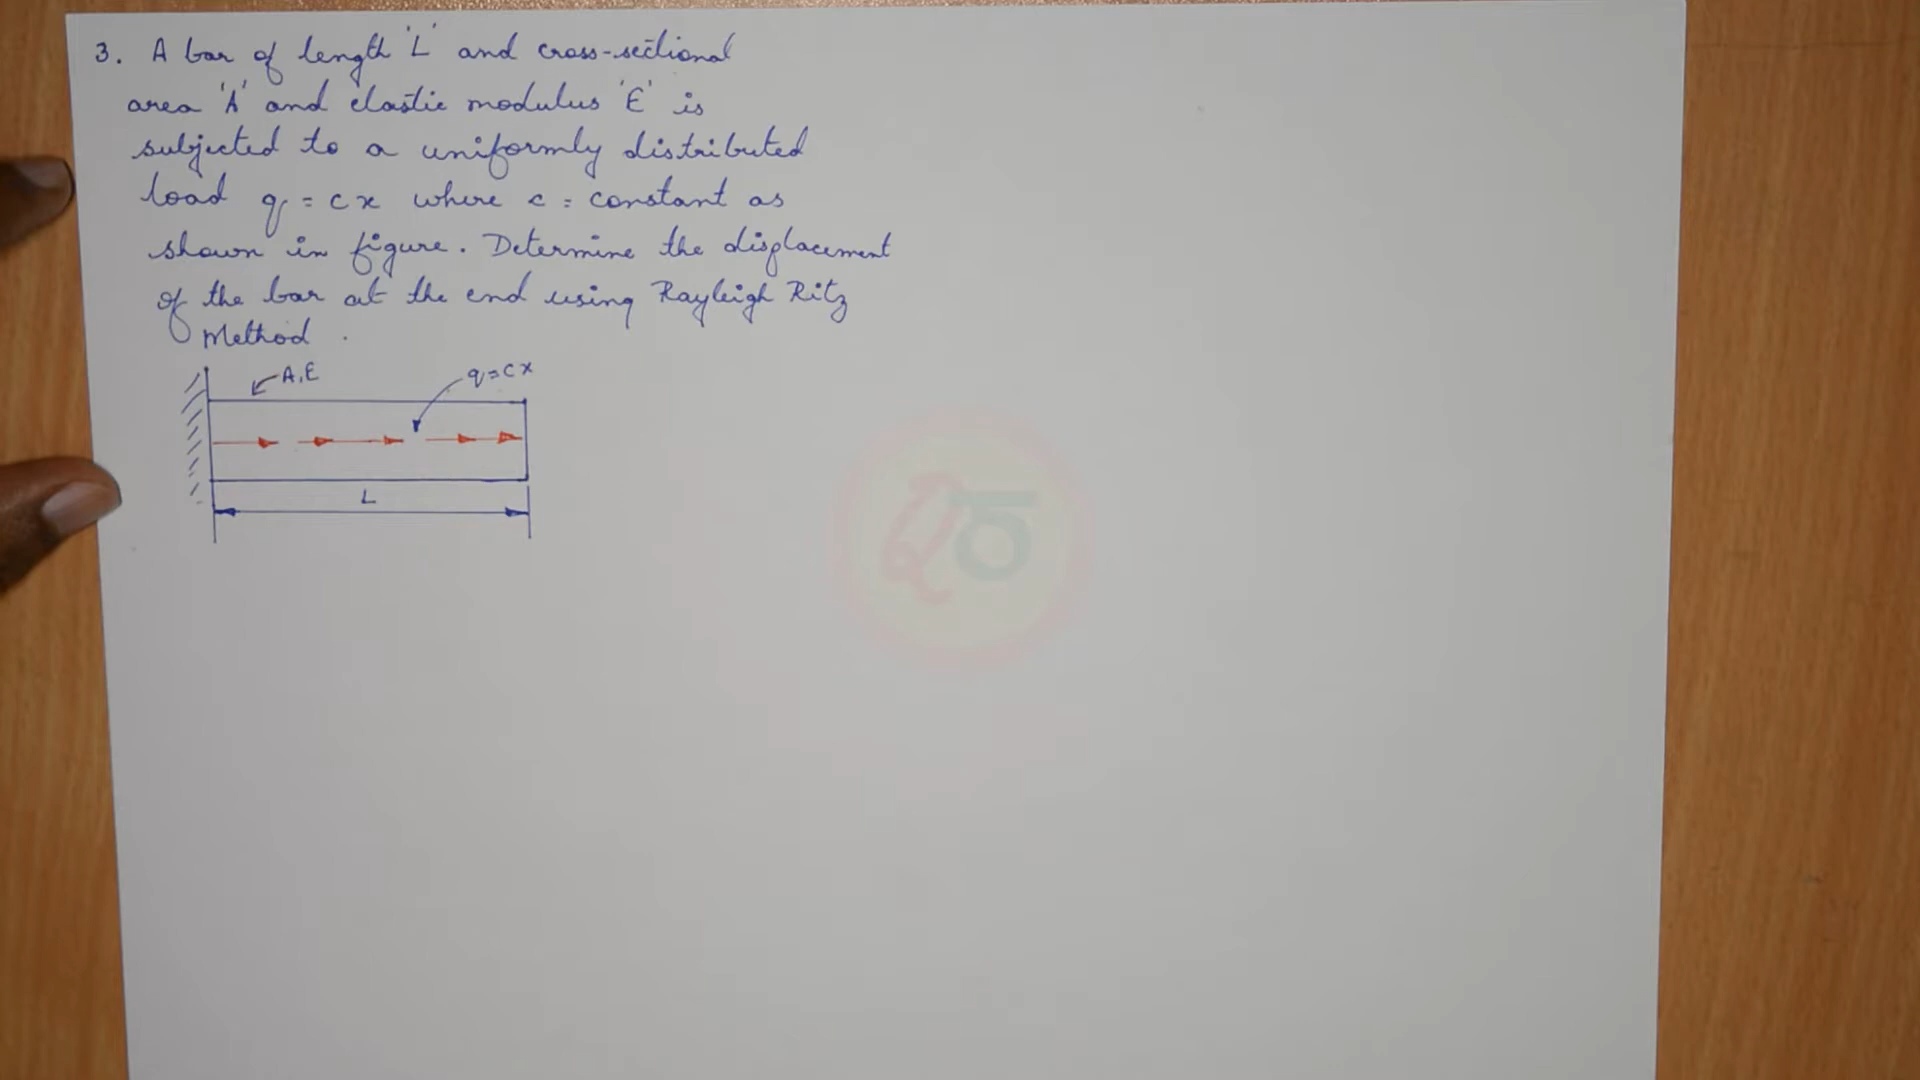 3. A bar of length 'L' and cross-sectional
area 'A' and elastic modulus 'E' is
subjected to a uniformly distributed
load q = cx where c = constant as
shown in figure. Determine the displacement
of the bar at the end using Rayleigh Ritz
Method.
A, E
q=cx
L